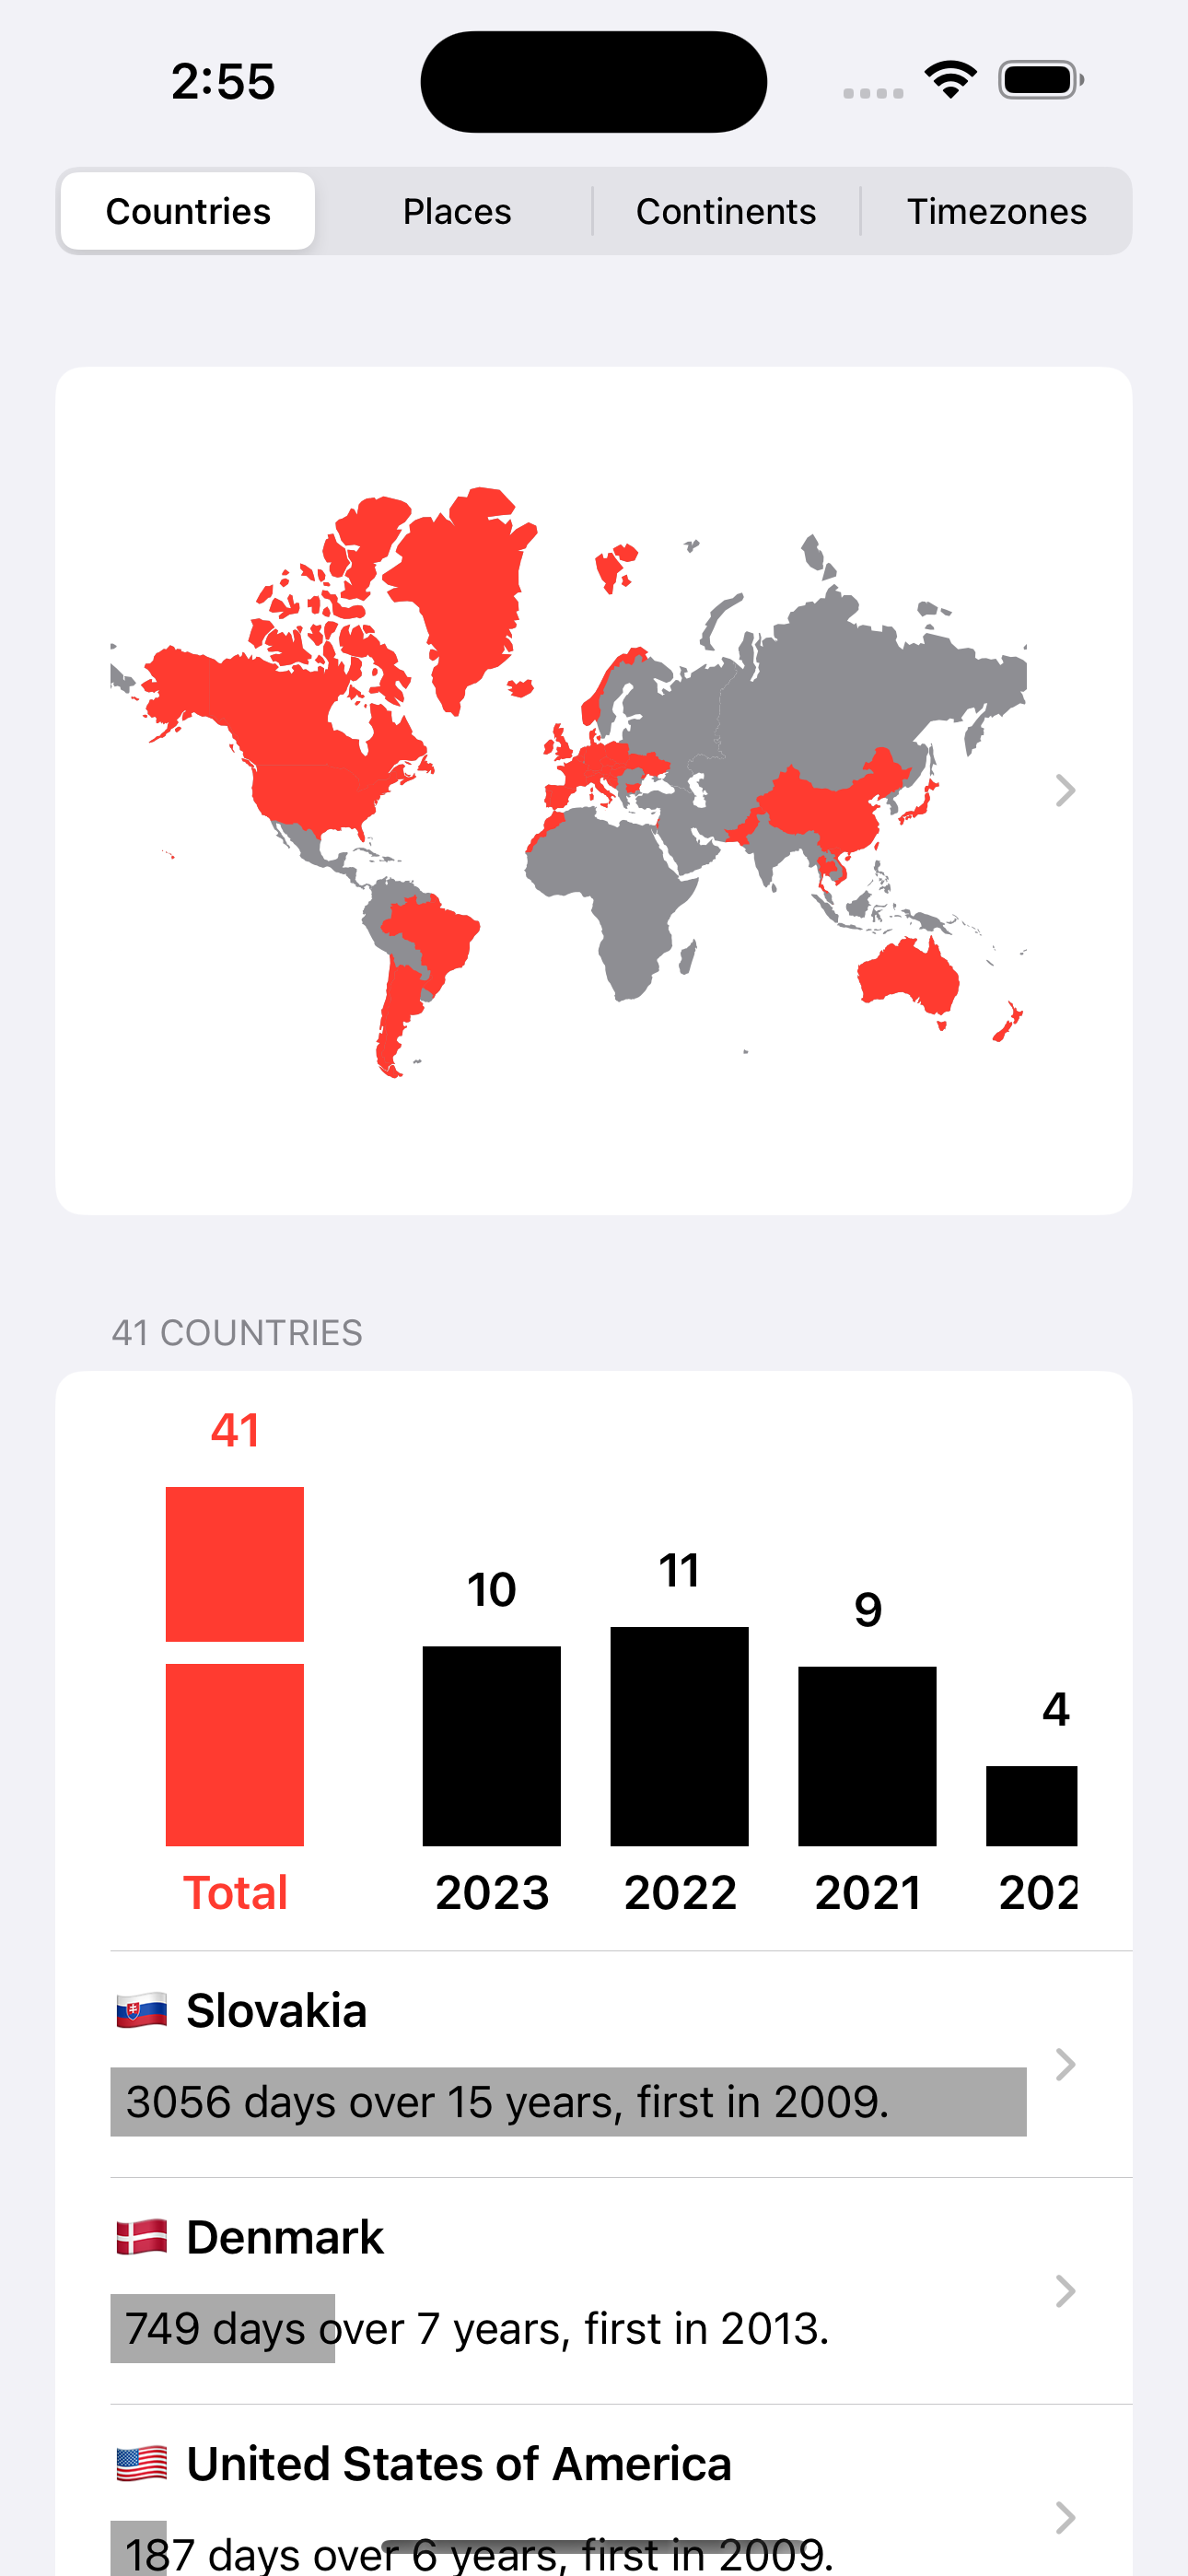 2:55
Countries
Places
Continents
Timezones
41 COUNTRIES
41
10
11
9
4
Total
2023
2022
2021
202
Slovakia
3056 days over 15 years, first in 2009.
Denmark
749 days over 7 years, first in 2013.
United States of America
187 days over 6 years, first in 2009.